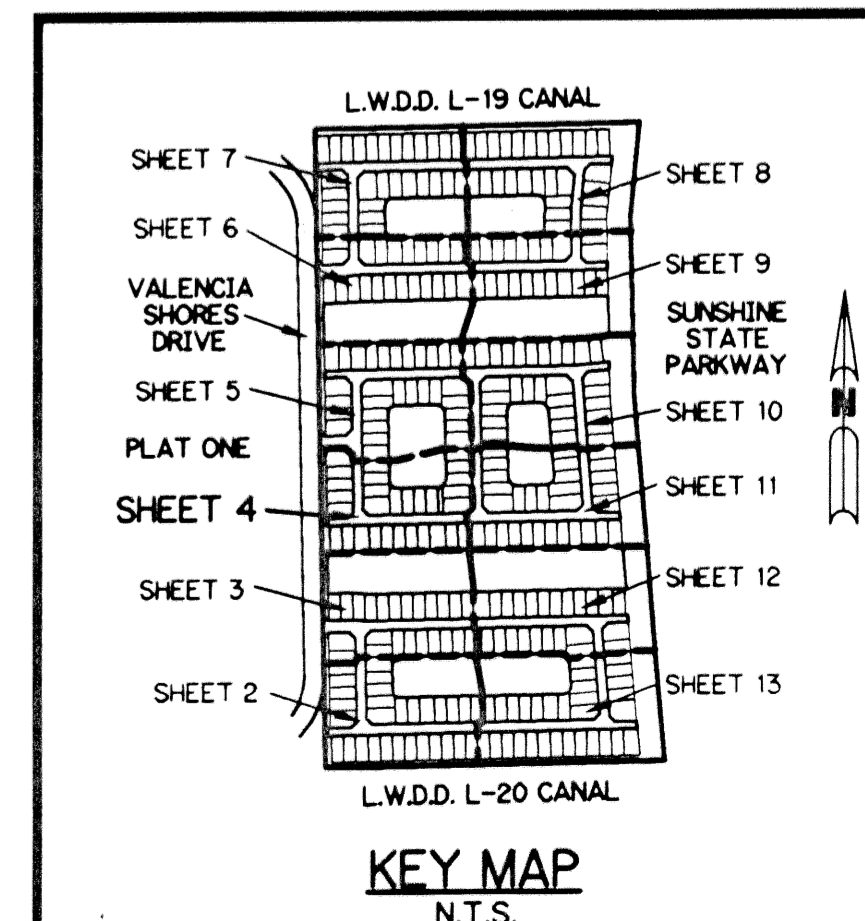 L.W.D.D. L-19 CANAL
SHEET 7
SHEET 8
SHEET 6
SHEET 9
VALENCIA
SHORES
DRIVE
SUNSHINE
STATE
PARKWAY
SHEET 5
SHEET 10
N
PLAT ONE
SHEET 4
SHEET 11
SHEET 3
SHEET 12
SHEET 2
SHEET 13
L.W.D.D. L-20 CANAL
KEY MAP
N.T.S.